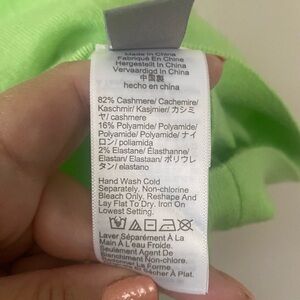 Made in China
Fabriqué En Chine
Hergestellt In China
Vervaardigd In China
中国製
hecho en china
82% Cashmere/ Cachemire/
Kaschmir/ Kasjmier/ カシミ
ヤ/ cashmere
16% Polyamide/ Polyamide/
Polyamid/ Polyamide/ ナイ
ロン/ poliamida
2% Elastane/ Élasthanne/
Elastan/ Elastaan/ ポリウレ
タン/ elastano
Hand Wash Cold
Separately. Non-chlorine
Bleach Only. Reshape And
Lay Flat To Dry. Iron On
Lowest Setting.
Laver Séparément À La
Main À L'eau Froide.
Seulement Agent De
Blanchiment Non-Chloré.
La Forme
Et Sécher À Plat.